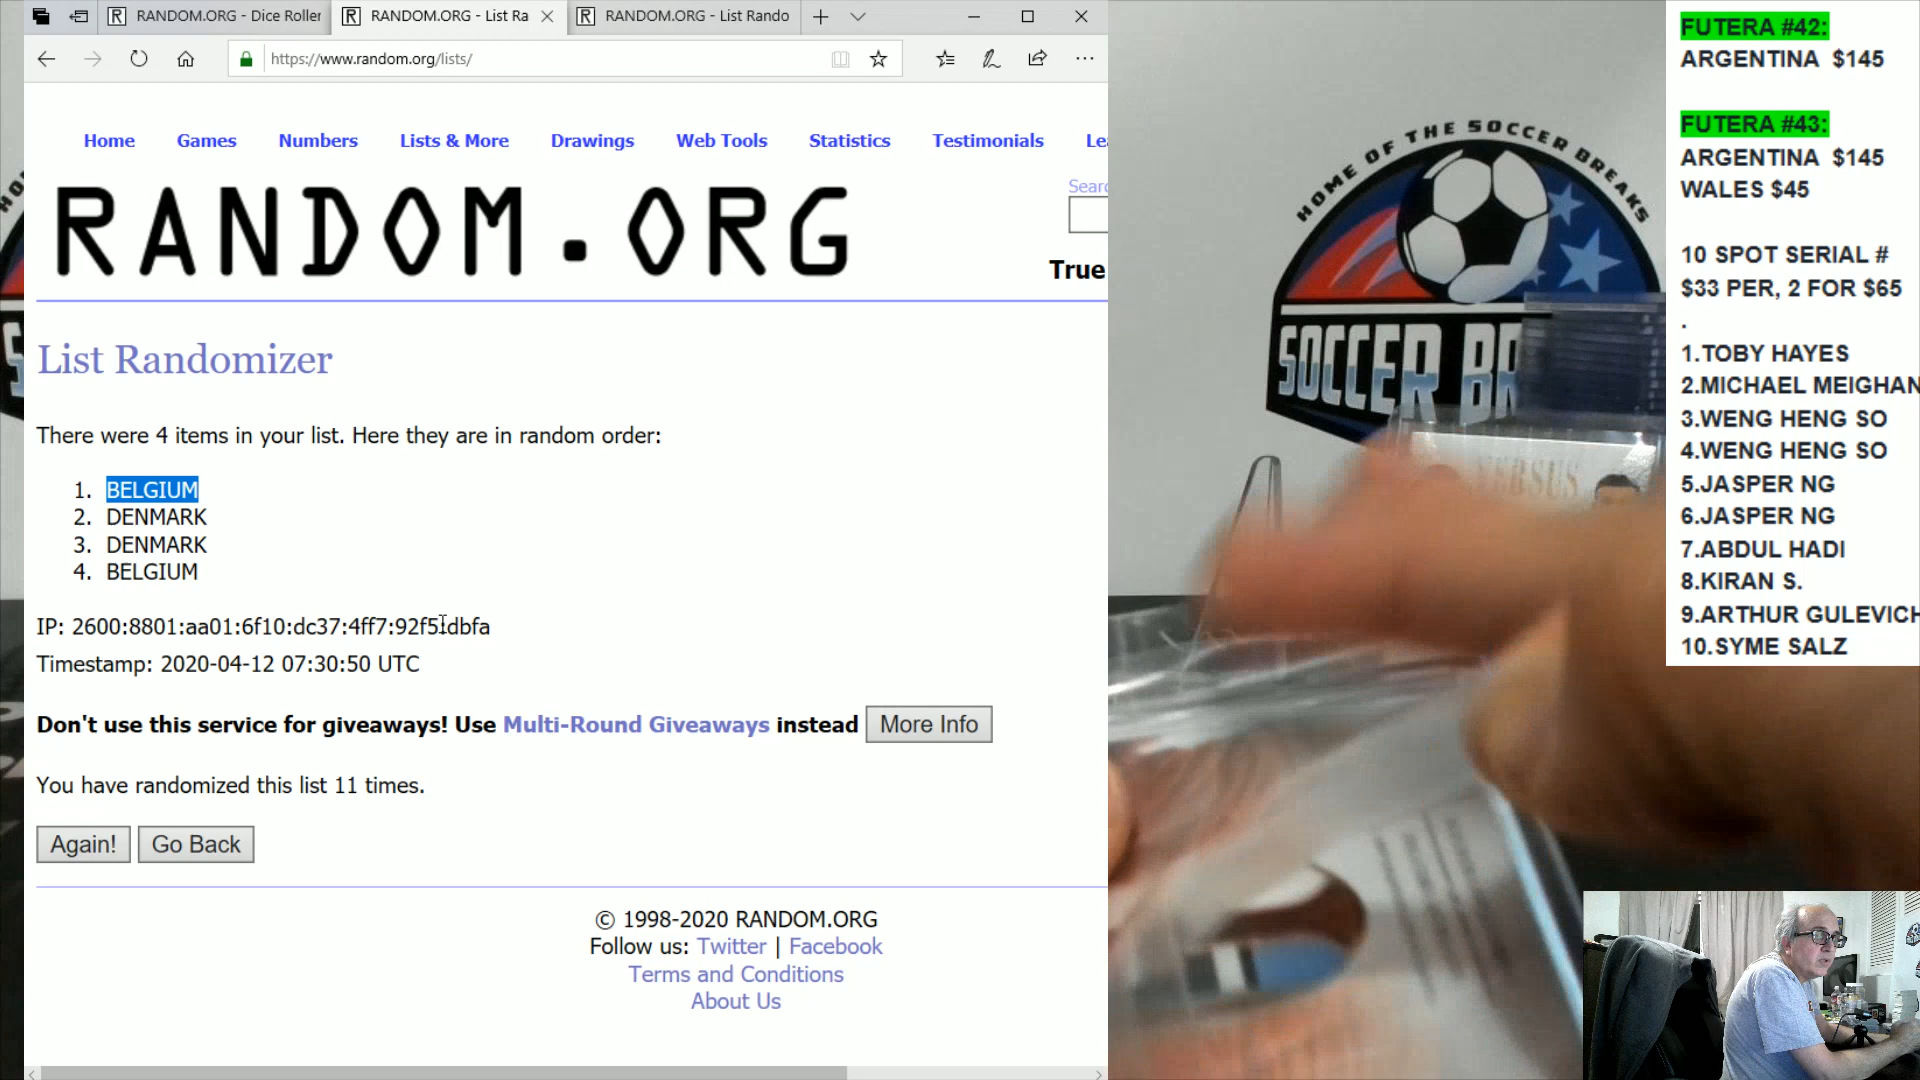 RANDOM.ORG - Dice Roller
RANDOM.ORG - List Ra
RANDOM.ORG - List Rando
https://www.random.org/lists/
Home Games Numbers Lists & More Drawings Web Tools Statistics Testimonials
RANDOM.ORG
True
List Randomizer
There were 4 items in your list. Here they are in random order:
1. BELGIUM
2. DENMARK
3. DENMARK
4. BELGIUM
IP: 2600:8801:aa01:6f10:dc37:4ff7:92f5:dbfa
Timestamp: 2020-04-12 07:30:50 UTC
Don't use this service for giveaways! Use Multi-Round Giveaways instead More Info
You have randomized this list 11 times.
Again! Go Back
© 1998-2020 RANDOM.ORG
Follow us: Twitter | Facebook
Terms and Conditions
About Us
HOME OF THE SOCCER BREAKS
SOCCER BR
VERSUS
FUTERA #42:
ARGENTINA $145
FUTERA #43:
ARGENTINA $145
WALES $45
10 SPOT SERIAL #
$33 PER, 2 FOR $65
.
1.TOBY HAYES
2.MICHAEL MEIGHAN
3.WENG HENG SO
4.WENG HENG SO
5.JASPER NG
6.JASPER NG
7.ABDUL HADI
8.KIRAN S.
9.ARTHUR GULEVICH
10.SYME SALZ